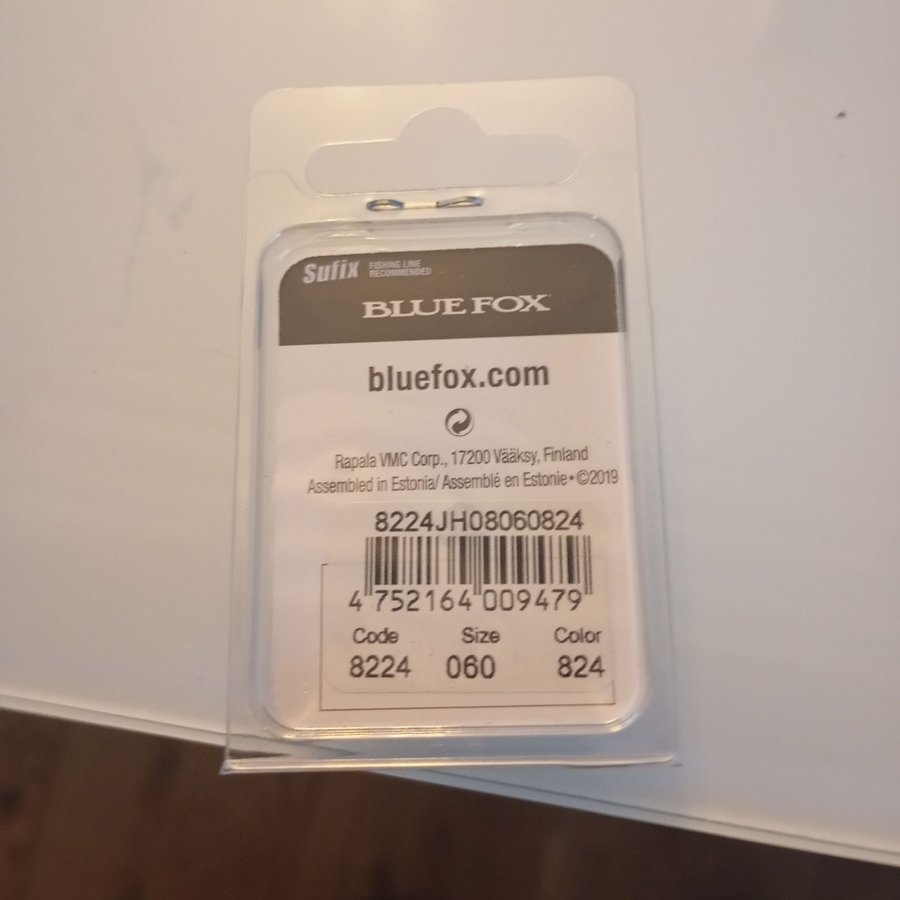 Sufix FISHING LINE
RECOMMENDED
BLUE FOX
bluefox.com
Rapala VMC Corp., 17200 Vääksy, Finland
Assembled in Estonia/ Assemblé en Estonie•©2019
8224JH08060824
4 752164 009479
Code Size Color
8224 060 824